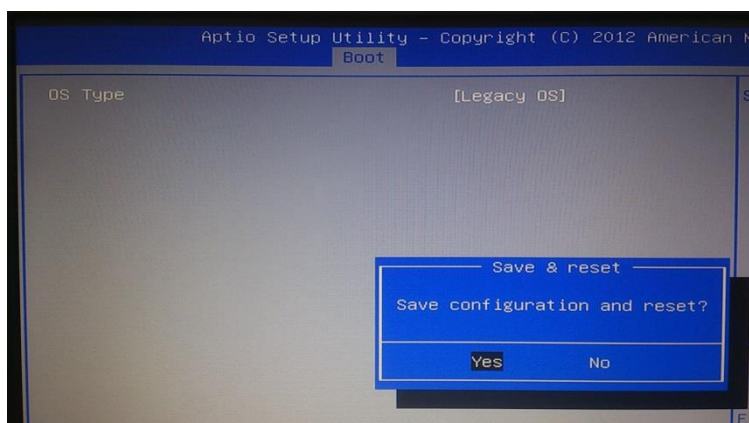 Aptio Setup Utility – Copyright (C) 2012 American
Boot
OS Type [Legacy OS]
Save & reset
Save configuration and reset?
Yes No